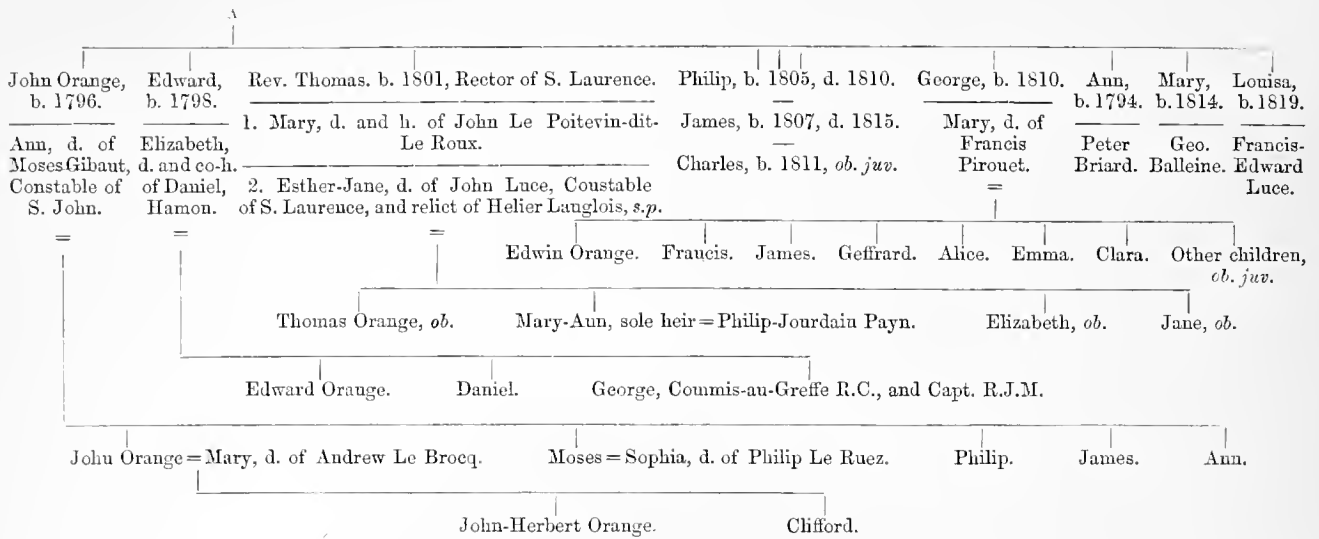 A
John Orange,
b. 1796.
Ann, d. of
Moses Gibaut,
Constable of
S. John.
=
Edward,
b. 1798.
Elizabeth,
d. and co-h.
of Daniel,
Hamon.
=
Rev. Thomas. b. 1801, Rector of S. Laurence.
1. Mary, d. and h. of John Le Poitevin-dit-
Le Roux.
2. Esther-Jane, d. of John Luce, Constable
of S. Laurence, and relict of Helier Langlois, s.p.
=
Philip, b. 1805, d. 1810.
James, b. 1807, d. 1815.
Charles, b. 1811, ob. juv.
George, b. 1810.
Mary, d. of
Francis
Pirouet.
=
Ann,
b. 1794.
Peter
Briard.
Mary,
b. 1814.
Geo.
Balleine.
Louisa,
b. 1819.
Francis-
Edward
Luce.
Edwin Orange. Francis. James. Geffrard. Alice. Emma. Clara. Other children,
ob. juv.
Thomas Orange, ob. Mary-Ann, sole heir = Philip-Jourdain Payn. Elizabeth, ob. Jane, ob.
Edward Orange. Daniel. George, Commis-au-Greffe R.C., and Capt. R.J.M.
John Orange = Mary, d. of Andrew Le Brocq. Moses = Sophia, d. of Philip Le Ruez. Philip. James. Ann.
John-Herbert Orange. Clifford.